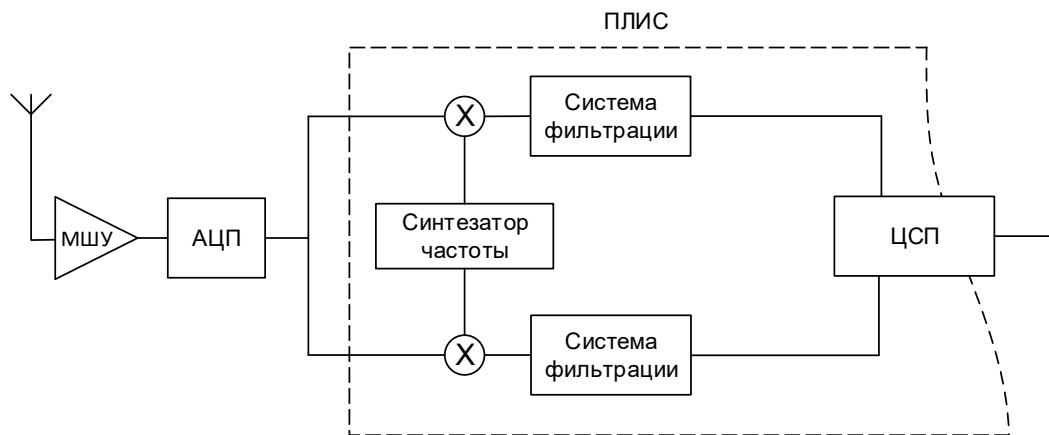 ПЛИС
X
Система
фильтрации
МШУ
АЦП
Синтезатор
частоты
ЦСП
X
Система
фильтрации